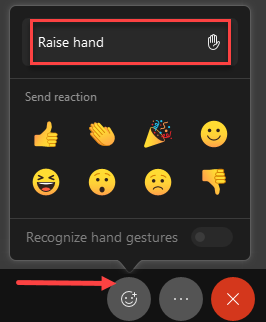 Raise hand
Send reaction
Recognize hand gestures